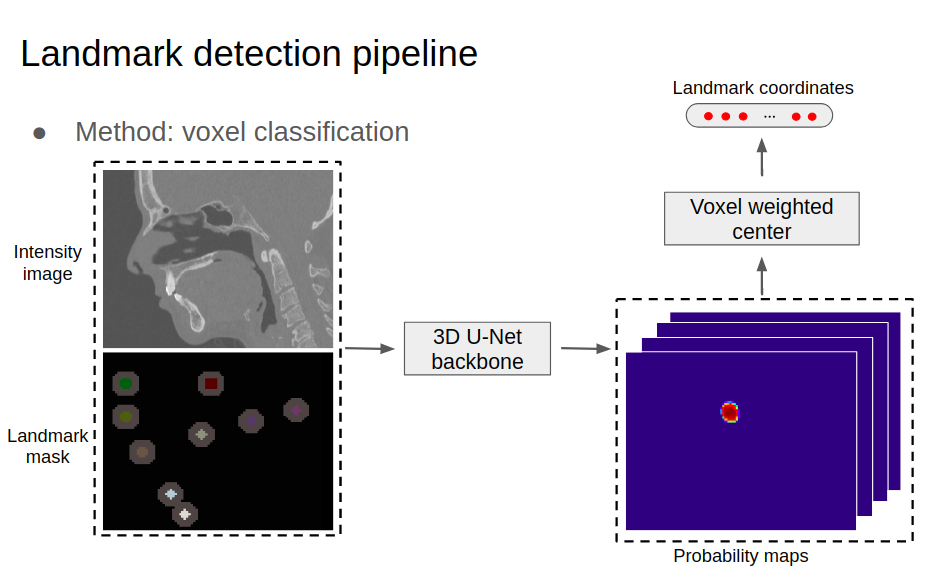 Landmark detection pipeline
● Method: voxel classification
Intensity
image
Landmark
mask
3D U-Net
backbone
Landmark coordinates
...
Voxel weighted
center
Probability maps